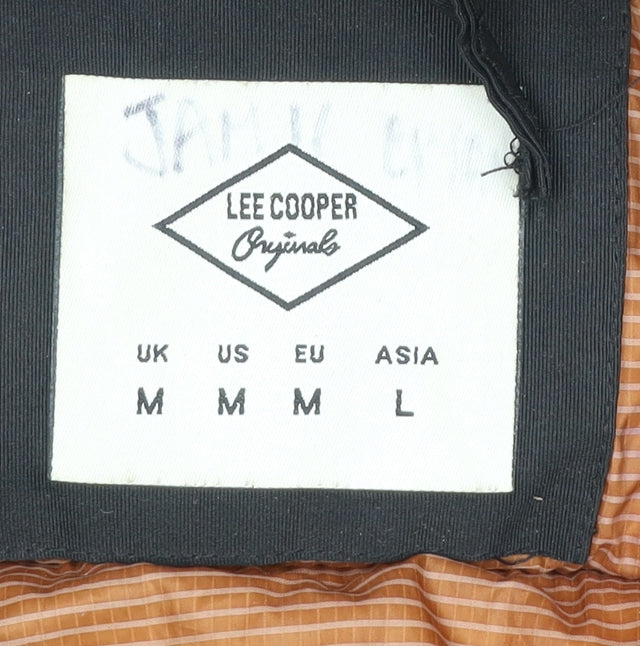 LEE COOPER
Originals
UK US EU ASIA
M M M L